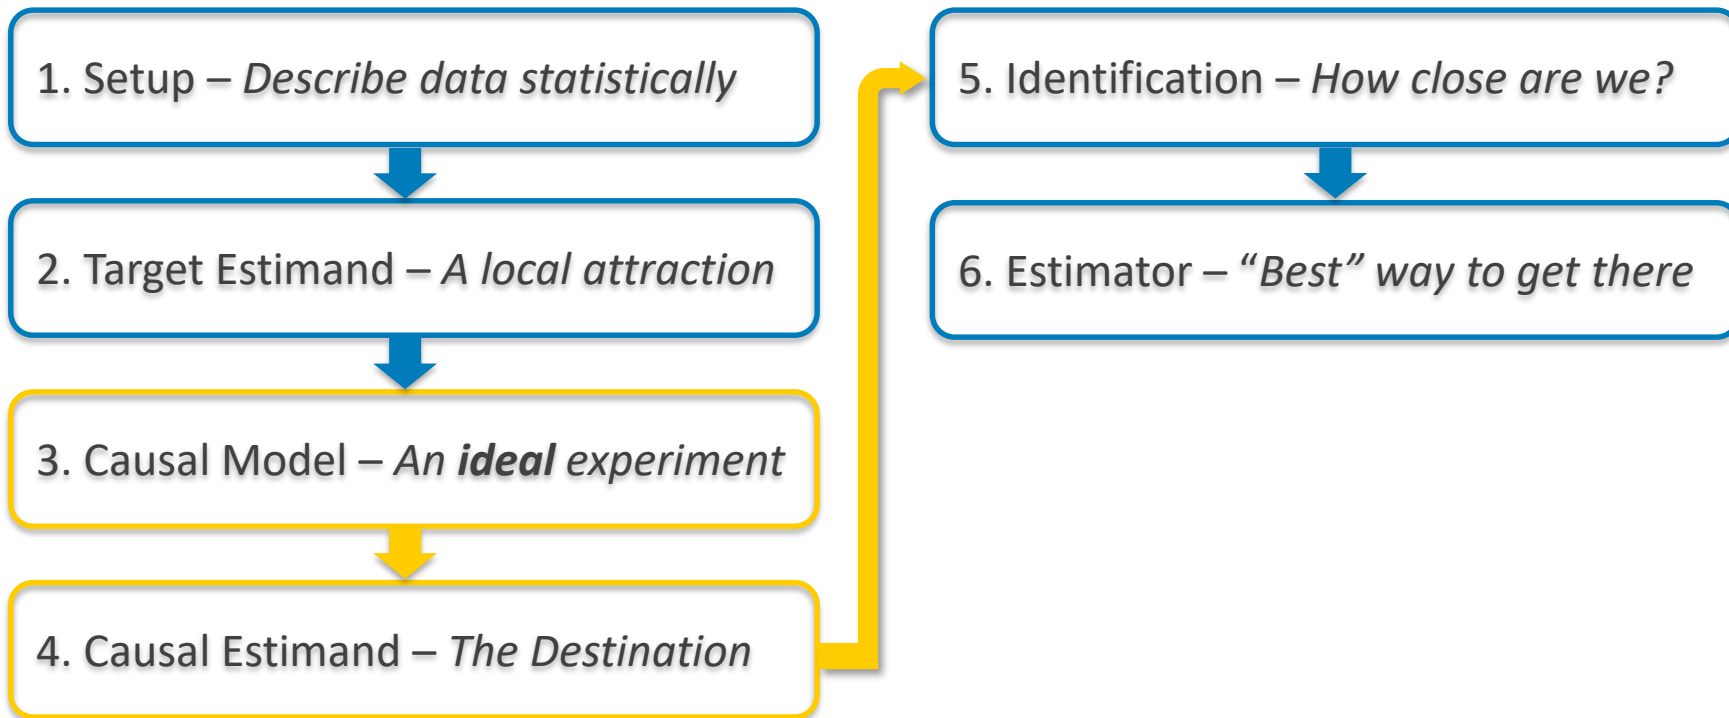 1. Setup – Describe data statistically
2. Target Estimand – A local attraction
3. Causal Model – An ideal experiment
4. Causal Estimand – The Destination
5. Identification – How close are we?
6. Estimator – “Best” way to get there